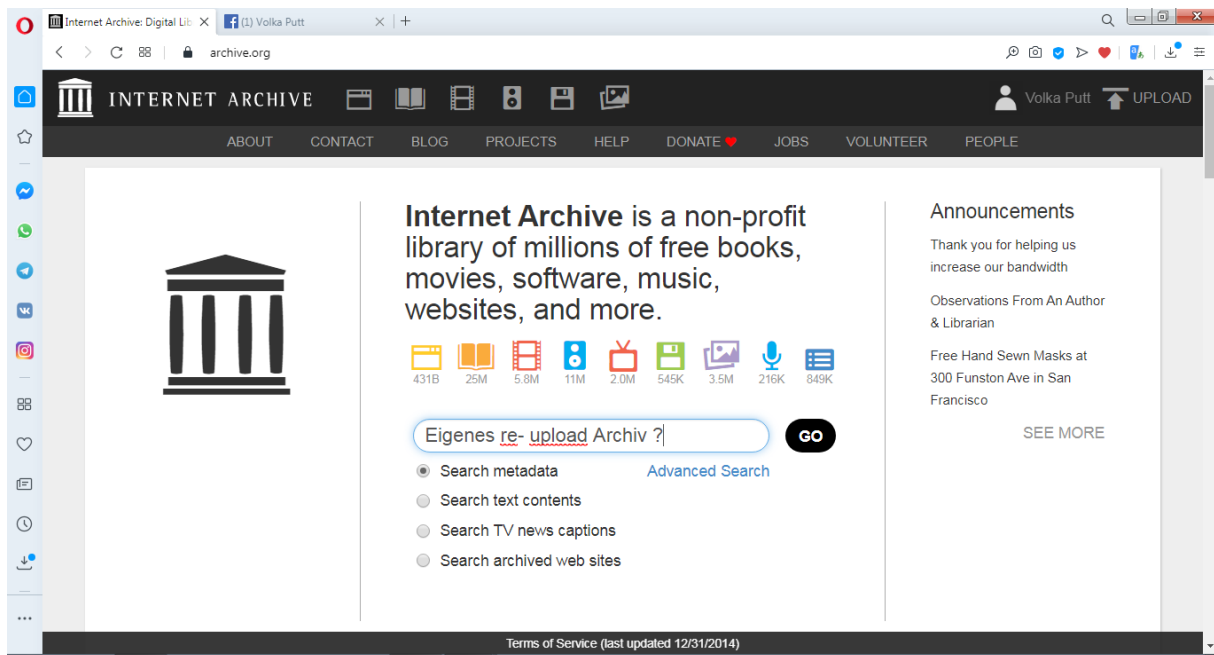 Internet Archive: Digital Lib
(1) Volka Putt
archive.org
INTERNET ARCHIVE
Volka Putt
UPLOAD
ABOUT CONTACT BLOG PROJECTS HELP DONATE JOBS VOLUNTEER PEOPLE
Internet Archive is a non-profit
library of millions of free books,
movies, software, music,
websites, and more.
431B 25M 5.8M 11M 2.0M 545K 3.5M 216K 849K
Eigenes re- upload Archiv ?
GO
Search metadata
Advanced Search
Search text contents
Search TV news captions
Search archived web sites
Announcements
Thank you for helping us
increase our bandwidth
Observations From An Author
& Librarian
Free Hand Sewn Masks at
300 Funston Ave in San
Francisco
SEE MORE
Terms of Service (last updated 12/31/2014)